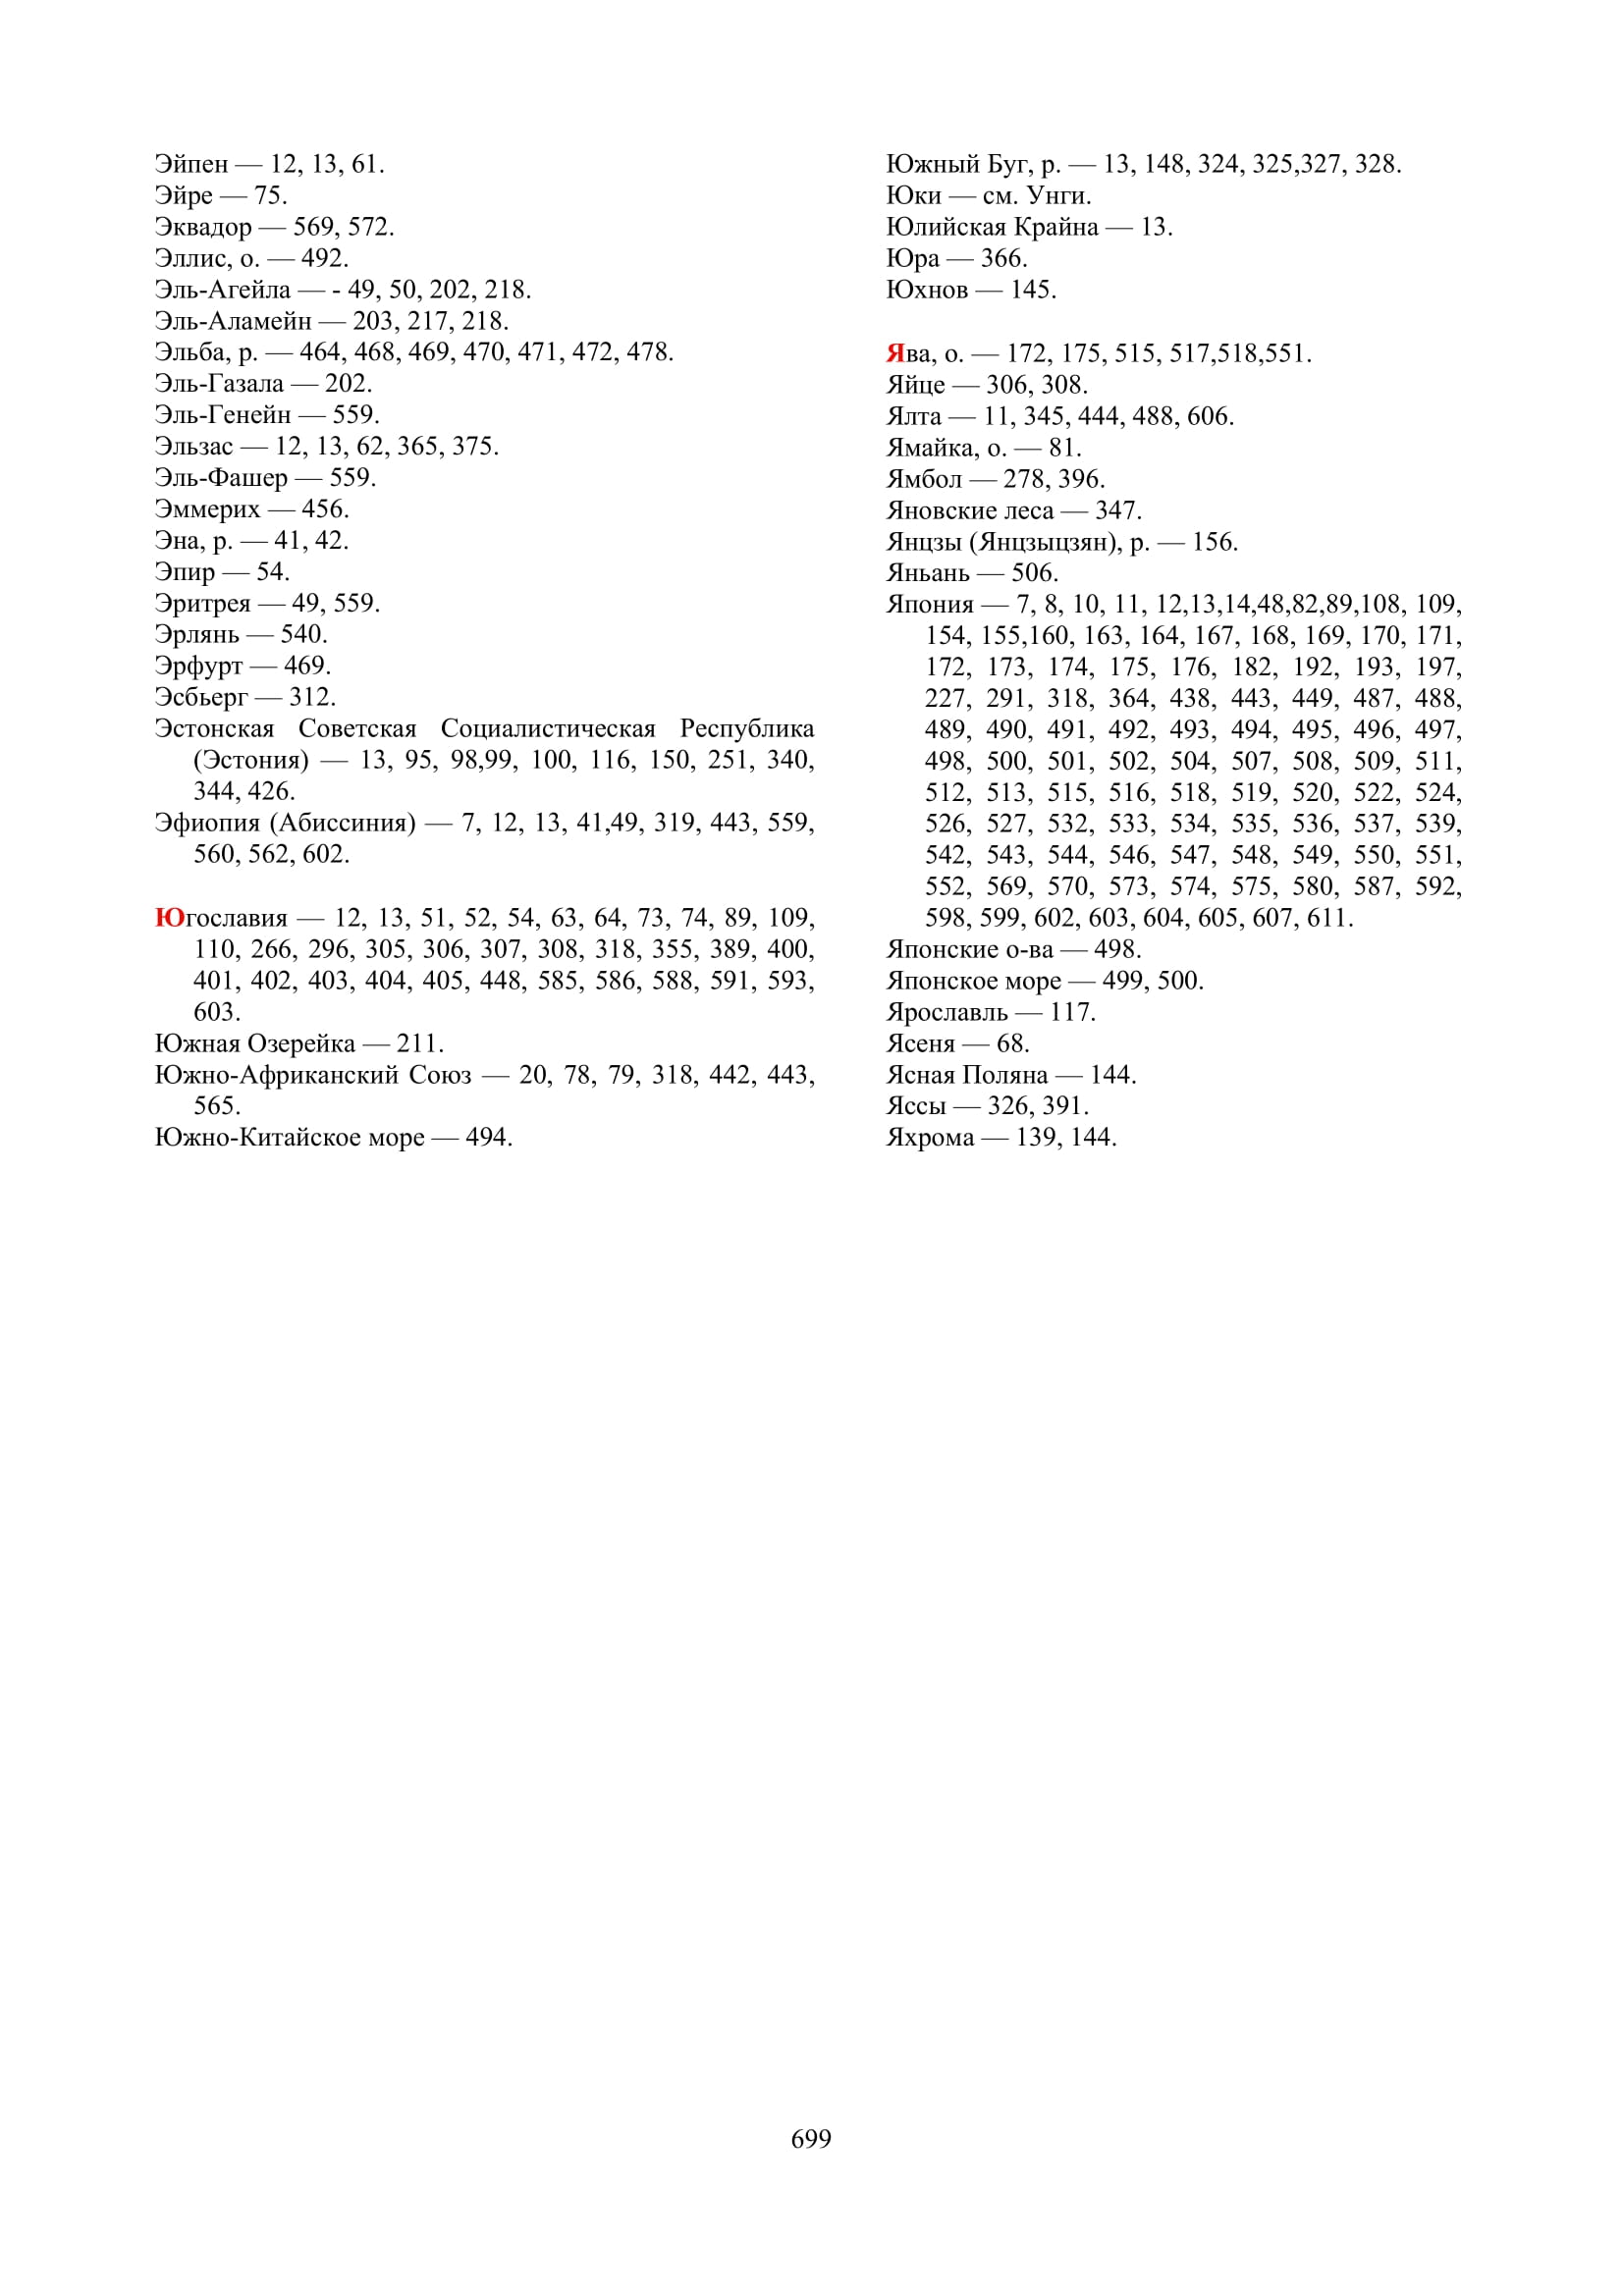 Эйпен — 12, 13, 61.
Эйре — 75.
Эквадор — 569, 572.
Эллис, о. — 492.
Эль-Агейла — - 49, 50, 202, 218.
Эль-Аламейн — 203, 217, 218.
Эльба, р. — 464, 468, 469, 470, 471, 472, 478.
Эль-Газала — 202.
Эль-Генейн — 559.
Эльзас — 12, 13, 62, 365, 375.
Эль-Фашер — 559.
Эммерих — 456.
Эна, р. — 41, 42.
Эпир — 54.
Эритрея — 49, 559.
Эрлянь — 540.
Эрфурт — 469.
Эсбьерг — 312.
Эстонская Советская Социалистическая Республика
(Эстония) — 13, 95, 98,99, 100, 116, 150, 251, 340,
344, 426.
Эфиопия (Абиссиния) — 7, 12, 13, 41,49, 319, 443, 559,
560, 562, 602.
Югославия — 12, 13, 51, 52, 54, 63, 64, 73, 74, 89, 109,
110, 266, 296, 305, 306, 307, 308, 318, 355, 389, 400,
401, 402, 403, 404, 405, 448, 585, 586, 588, 591, 593,
603.
Южная Озерейка — 211.
Южно-Африканский Союз — 20, 78, 79, 318, 442, 443,
565.
Южно-Китайское море — 494.
Южный Буг, р. — 13, 148, 324, 325,327, 328.
Юки — см. Унги.
Юлийская Крайна — 13.
Юра — 366.
Юхнов — 145.
Ява, о. — 172, 175, 515, 517,518,551.
Яйце — 306, 308.
Ялта — 11, 345, 444, 488, 606.
Ямайка, о. — 81.
Ямбол — 278, 396.
Яновские леса — 347.
Янцзы (Янцзыцзян), р. — 156.
Яньань — 506.
Япония — 7, 8, 10, 11, 12,13,14,48,82,89,108, 109,
154, 155,160, 163, 164, 167, 168, 169, 170, 171,
172, 173, 174, 175, 176, 182, 192, 193, 197,
227, 291, 318, 364, 438, 443, 449, 487, 488,
489, 490, 491, 492, 493, 494, 495, 496, 497,
498, 500, 501, 502, 504, 507, 508, 509, 511,
512, 513, 515, 516, 518, 519, 520, 522, 524,
526, 527, 532, 533, 534, 535, 536, 537, 539,
542, 543, 544, 546, 547, 548, 549, 550, 551,
552, 569, 570, 573, 574, 575, 580, 587, 592,
598, 599, 602, 603, 604, 605, 607, 611.
Японские о-ва — 498.
Японское море — 499, 500.
Ярославль — 117.
Ясеня — 68.
Ясная Поляна — 144.
Яссы — 326, 391.
Яхрома — 139, 144.
699